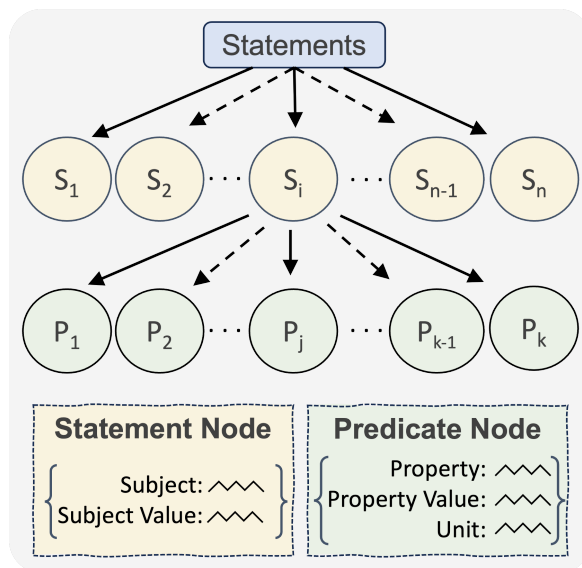 Statements
S1 S2 ... Si ... Sn-1 Sn
P1 P2 ... Pj ... Pk-1 Pk
Statement Node
Subject:
Subject Value:
Predicate Node
Property:
Property Value:
Unit: